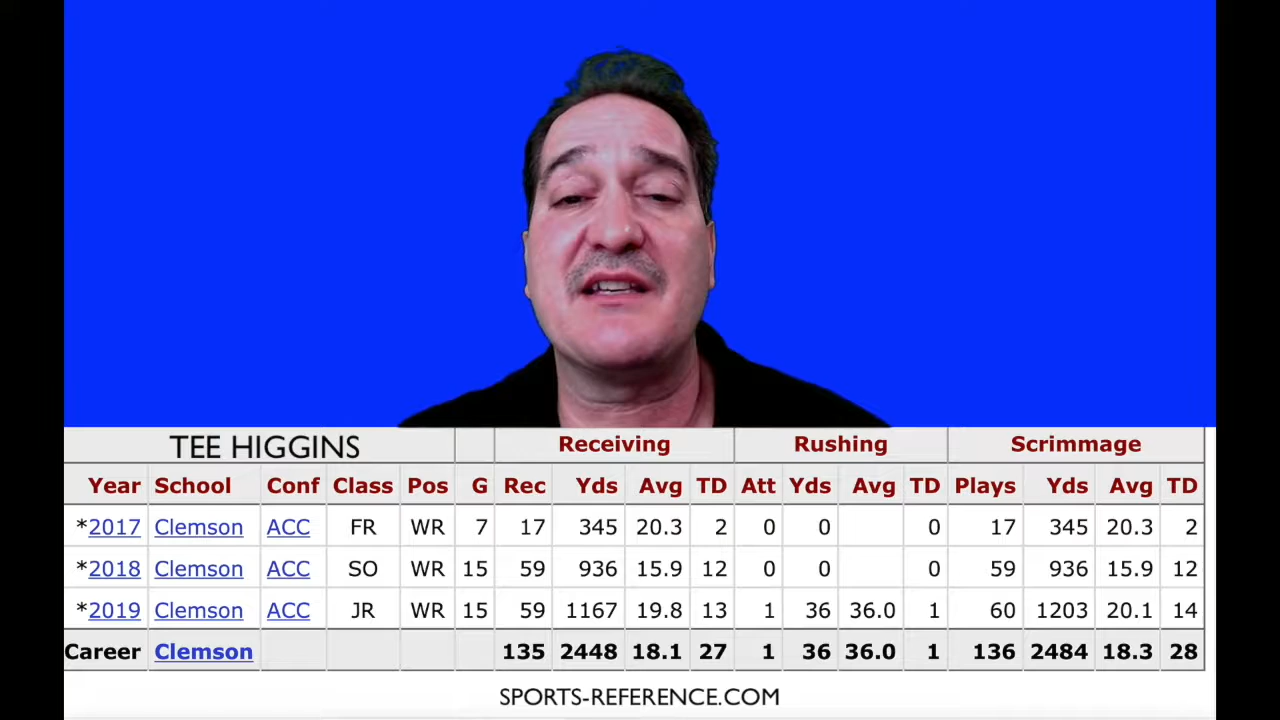 TEE HIGGINS Receiving Rushing Scrimmage
Year School Conf Class Pos G Rec Yds Avg TD Att Yds Avg TD Plays Yds Avg TD
*2017 Clemson ACC FR WR 7 17 345 20.3 2 0 0 0 17 345 20.3 2
*2018 Clemson ACC SO WR 15 59 936 15.9 12 0 0 0 59 936 15.9 12
*2019 Clemson ACC JR WR 15 59 1167 19.8 13 1 36 36.0 1 60 1203 20.1 14
Career Clemson 135 2448 18.1 27 1 36 36.0 1 136 2484 18.3 28
SPORTS-REFERENCE.COM